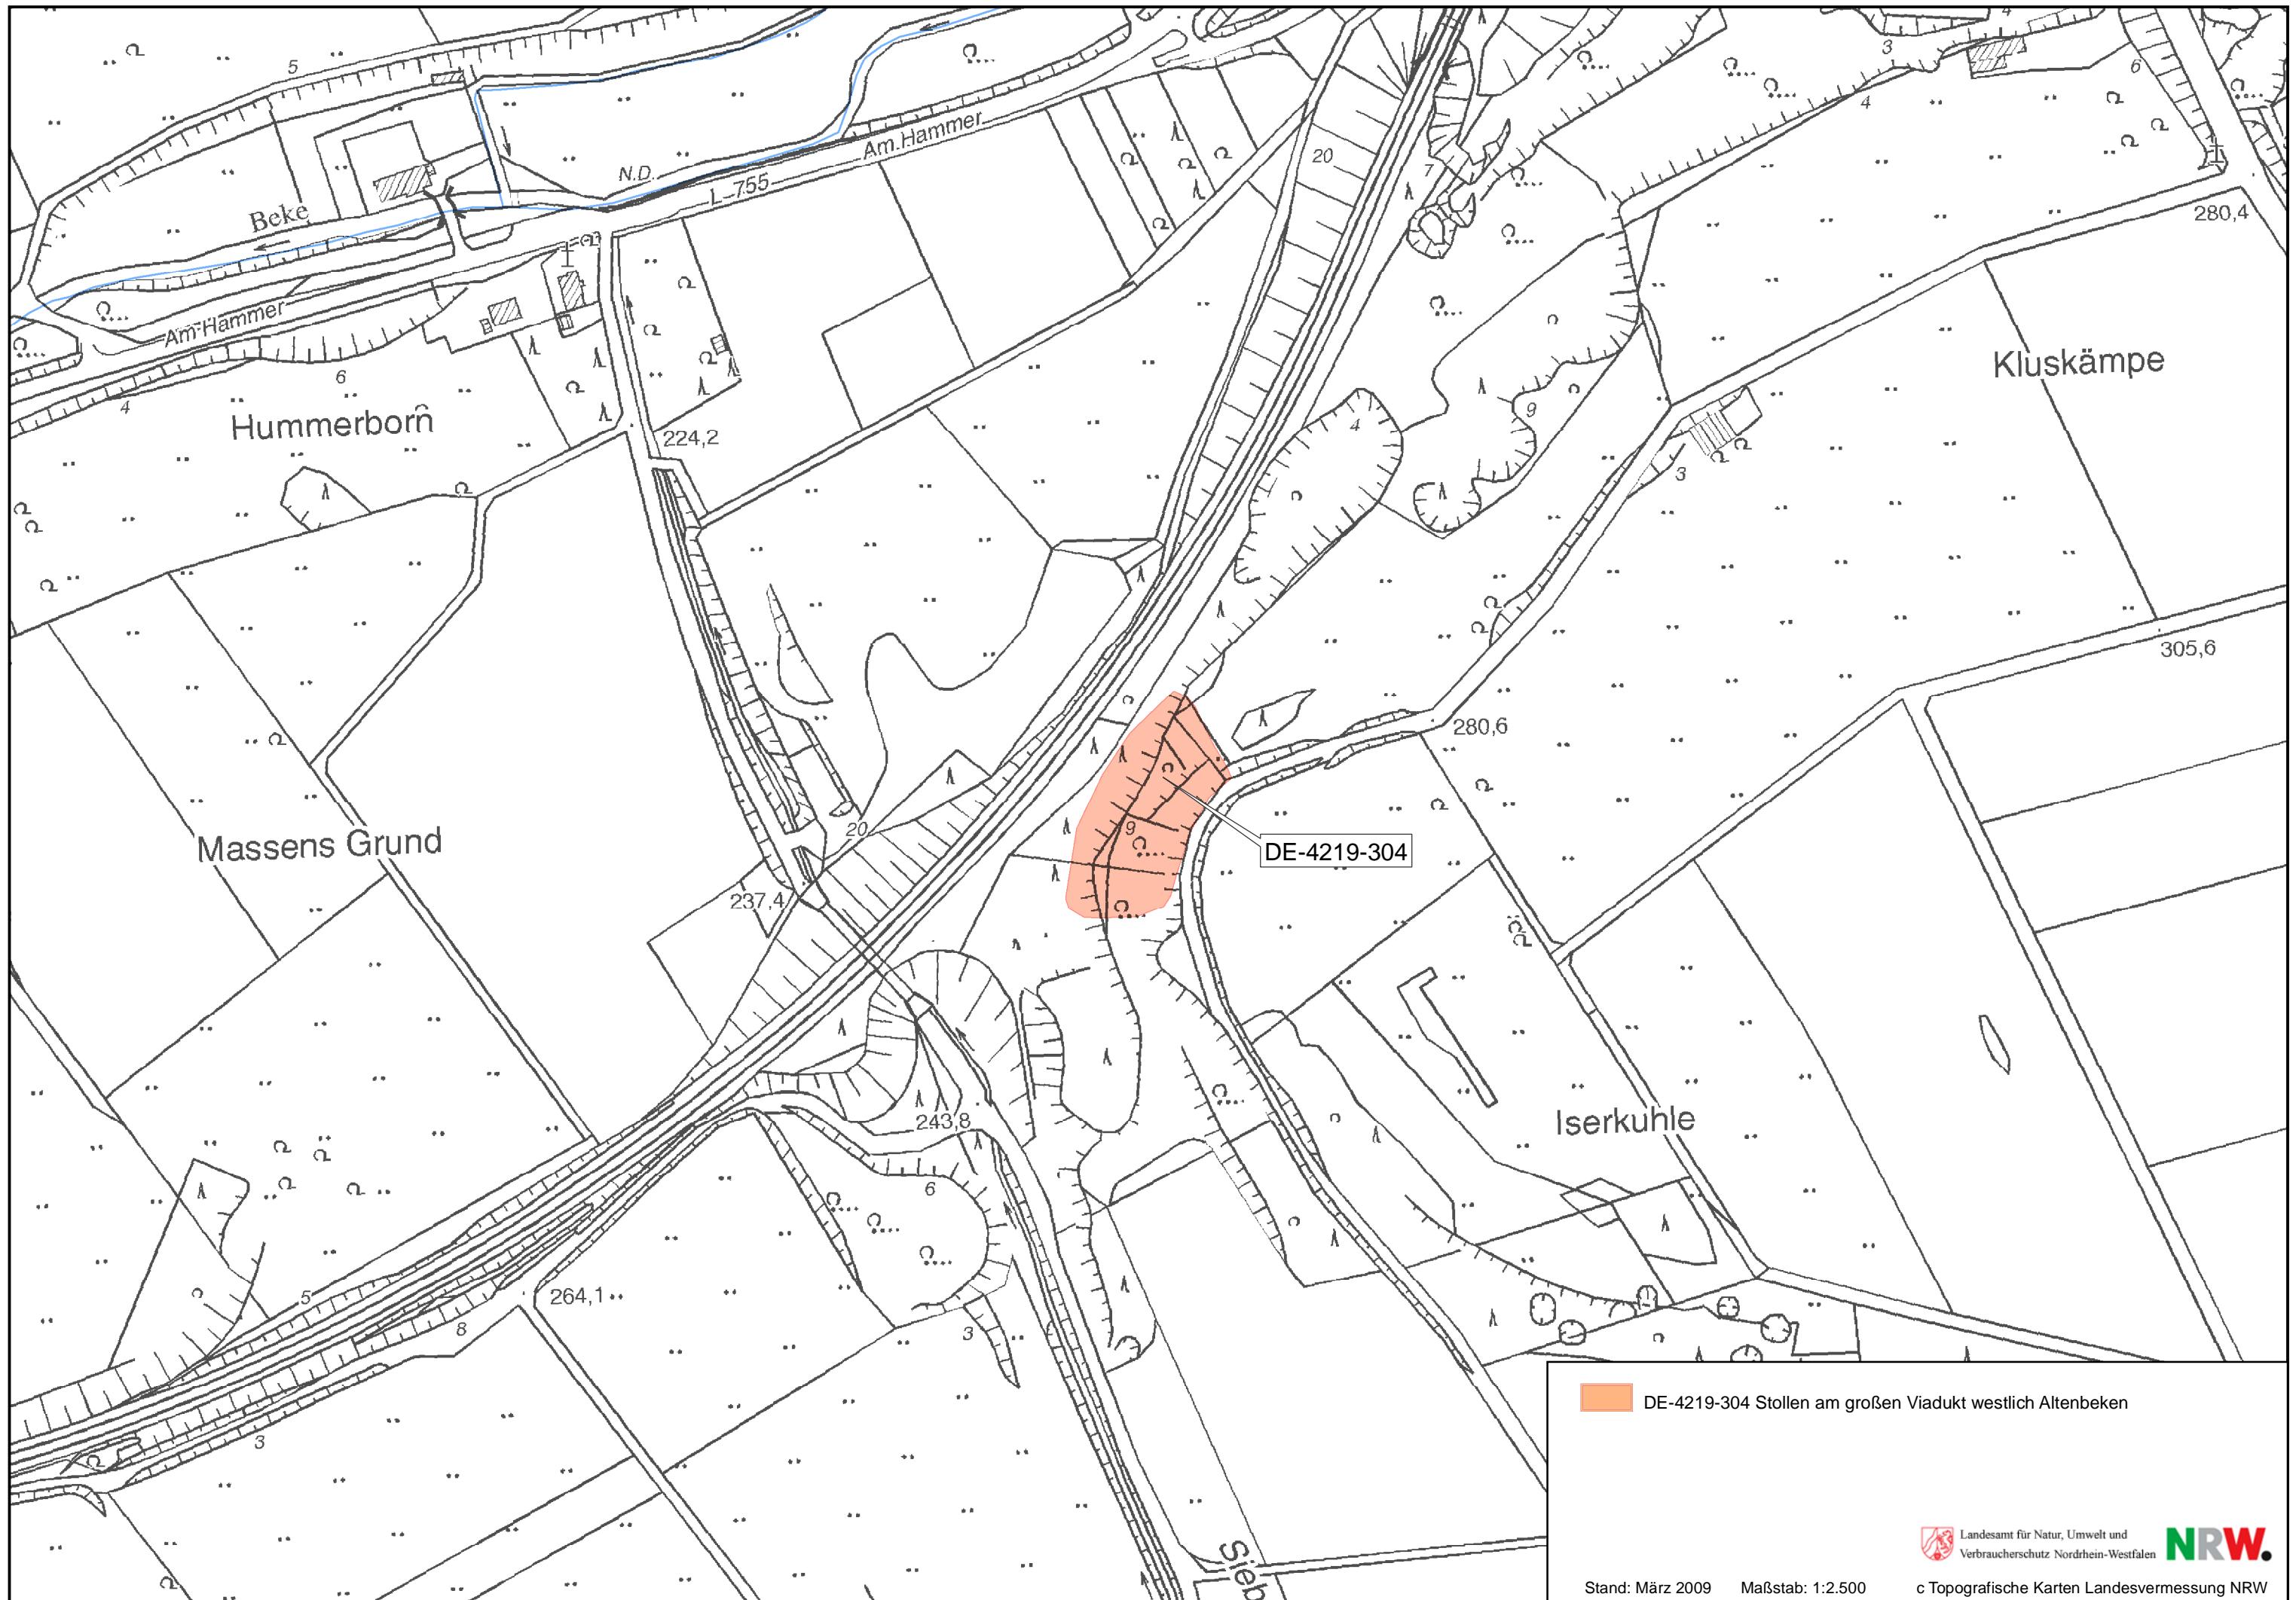 5
3
4
6
4
Am Hammer
20
7
N.D.
L 755
Beke
280,4
Am Hammer
6
4
Kluskämpe
Hummerborn
4
9
224,2
3
305,6
280,6
Massens Grund
20
9
DE-4219-304
237,4
243,8
Iserkuhle
6
264,1
5
8
3
3
Sieb
DE-4219-304 Stollen am großen Viadukt westlich Altenbeken
Landesamt für Natur, Umwelt und
Verbraucherschutz Nordrhein-Westfalen
NRW.
Stand: März 2009 Maßstab: 1:2.500 c Topografische Karten Landesvermessung NRW